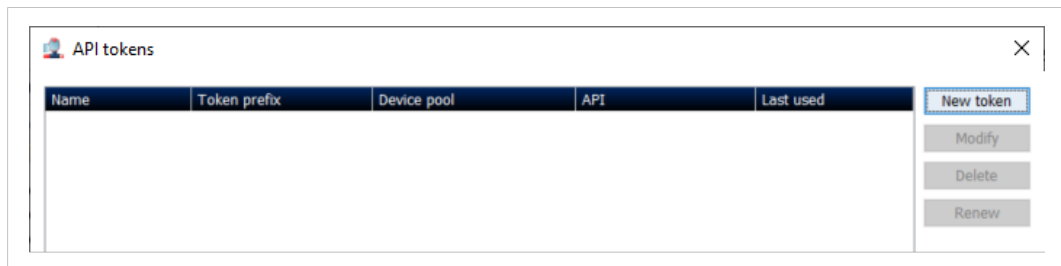 API tokens
Name Token prefix Device pool API Last used
New token
Modify
Delete
Renew